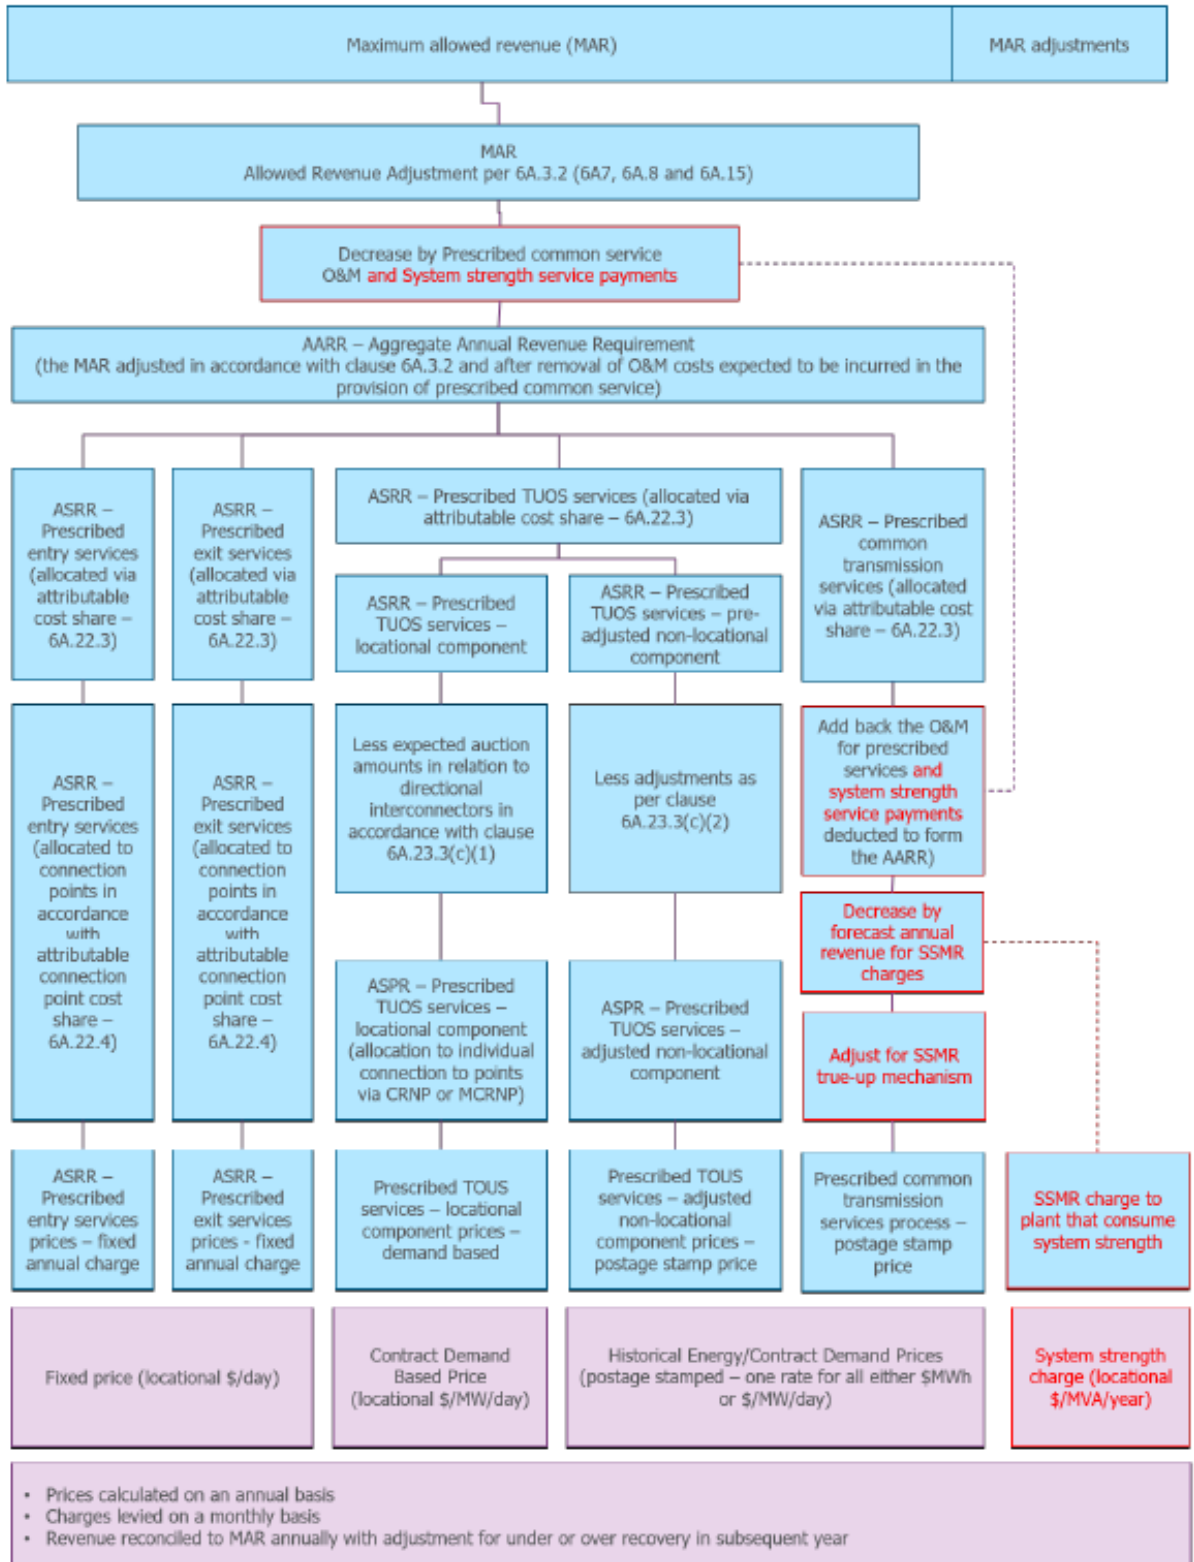 Maximum allowed revenue (MAR)
MAR adjustments
MAR
Allowed Revenue Adjustment per 6A.3.2 (6A7, 6A.8 and 6A.15)
Decrease by Prescribed common service
O&M and System strength service payments
AARR – Aggregate Annual Revenue Requirement
(the MAR adjusted in accordance with clause 6A.3.2 and after removal of O&M costs expected to be incurred in the
provision of prescribed common service)
ASRR –
Prescribed
entry services
(allocated via
attributable
cost share –
6A.22.3)
ASRR –
Prescribed
exit services
(allocated via
attributable
cost share –
6A.22.3)
ASRR – Prescribed TUOS services (allocated via
attributable cost share – 6A.22.3)
ASRR – Prescribed
common
transmission
services (allocated
via attributable cost
share – 6A.22.3)
ASRR – Prescribed
TUOS services –
locational component
ASRR – Prescribed
TUOS services – pre-
adjusted non-locational
component
ASRR –
Prescribed
entry services
(allocated to
connection
points in
accordance
with
attributable
connection
point cost
share –
6A.22.4)
ASRR –
Prescribed
exit services
(allocated to
connection
points in
accordance
with
attributable
connection
point cost
share –
6A.22.4)
Less expected auction
amounts in relation to
directional
interconnectors in
accordance with clause
6A.23.3(c)(1)
Less adjustments as
per clause
6A.23.3(c)(2)
Add back the O&M
for prescribed
services and
system strength
service payments
deducted to form
the AARR)
Decrease by
forecast annual
revenue for SSMR
charges
ASPR – Prescribed
TUOS services –
locational component
(allocation to individual
connection to points
via CRNP or MCRNP)
ASPR – Prescribed
TUOS services –
adjusted non-locational
component
Adjust for SSMR
true-up mechanism
ASRR –
Prescribed
entry services
prices – fixed
annual charge
ASRR –
Prescribed
exit services
prices - fixed
annual charge
Prescribed TOUS
services – locational
component prices –
demand based
Prescribed TOUS
services – adjusted
non-locational
component prices –
postage stamp price
Prescribed common
transmission
services process –
postage stamp
price
SSMR charge to
plant that consume
system strength
Fixed price (locational $/day)
Contract Demand
Based Price
(locational $/MW/day)
Historical Energy/Contract Demand Prices
(postage stamped – one rate for all either $MWh
or $/MW/day)
System strength
charge (locational
$/MVA/year)
• Prices calculated on an annual basis
• Charges levied on a monthly basis
• Revenue reconciled to MAR annually with adjustment for under or over recovery in subsequent year